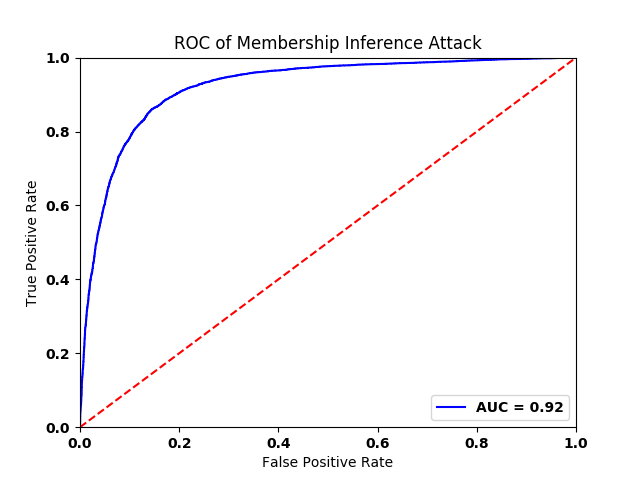 ROC of Membership Inference Attack
1.0
0.8
0.6
0.4
0.2
0.0
True Positive Rate
AUC = 0.92
0.0 0.2 0.4 0.6 0.8 1.0
False Positive Rate